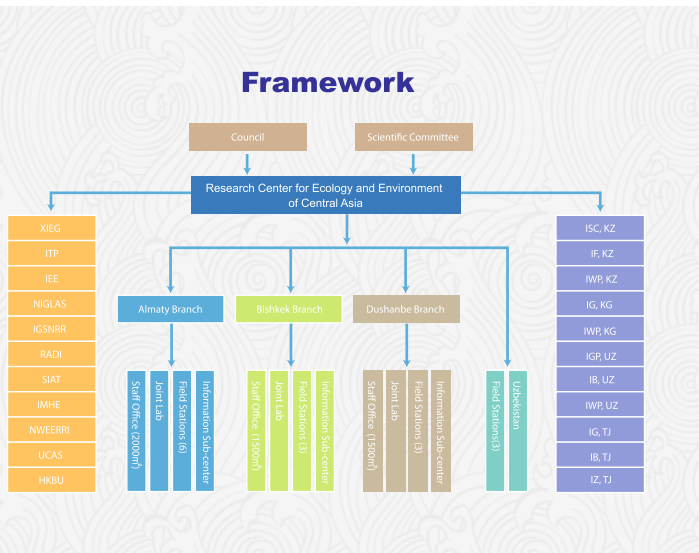 Framework
Council
Scientific Committee
Research Center for Ecology and Environment
of Central Asia
XIEG
ITP
IEE
NIGLAS
IGSNRR
RADI
SIAT
IMHE
NWEERRI
UCAS
HKBU
Almaty Branch
Bishkek Branch
Dushanbe Branch
Staff Office (2000㎡)
Joint Lab
Field Stations (6)
Information Sub-center
Staff Office (1500㎡)
Joint Lab
Field Stations (3)
Information Sub-center
Staff Office (1500㎡)
Joint Lab
Field Stations (3)
Information Sub-center
Field Stations(3)
Uzbekistan
ISC, KZ
IF, KZ
IWP, KZ
IG, KG
IWP, KG
IGP, UZ
IB, UZ
IWP, UZ
IG, TJ
IB, TJ
IZ, TJ